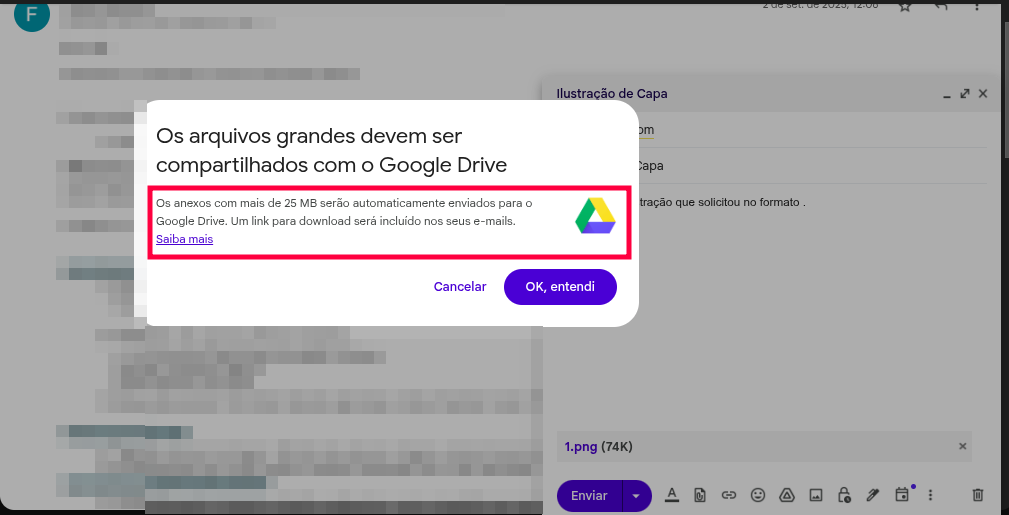 F
2 de set. de 2025, 12:08
Ilustração de Capa
om
Os arquivos grandes devem ser
compartilhados com o Google Drive
Capa
Os anexos com mais de 25 MB serão automaticamente enviados para o
Google Drive. Um link para download será incluído nos seus e-mails.
Saiba mais
tração que solicitou no formato .
Cancelar
OK, entendi
1.png (74K)
Enviar